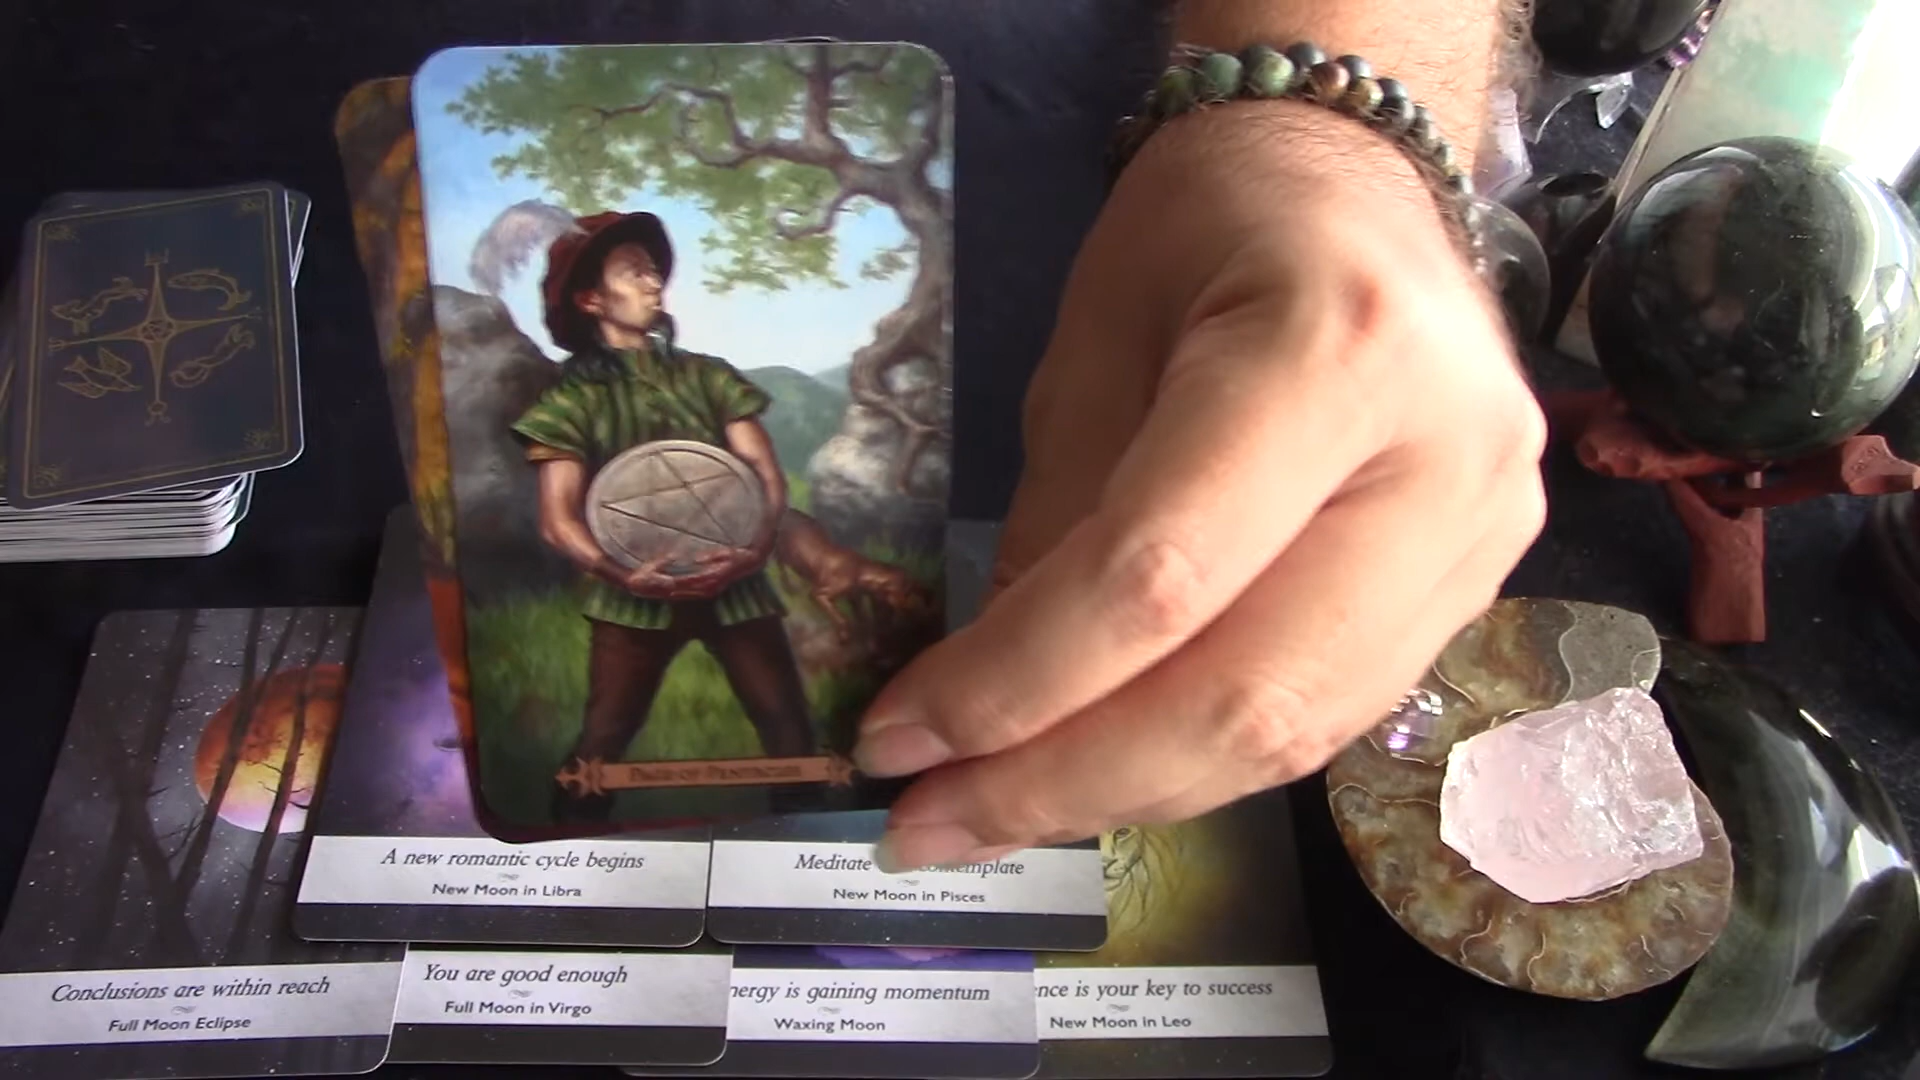 PAGE OF PENTACLES
A new romantic cycle begins
New Moon in Libra
Meditate contemplate
New Moon in Pisces
Conclusions are within reach
Full Moon Eclipse
You are good enough
Full Moon in Virgo
nergy is gaining momentum
Waxing Moon
nce is your key to success
New Moon in Leo